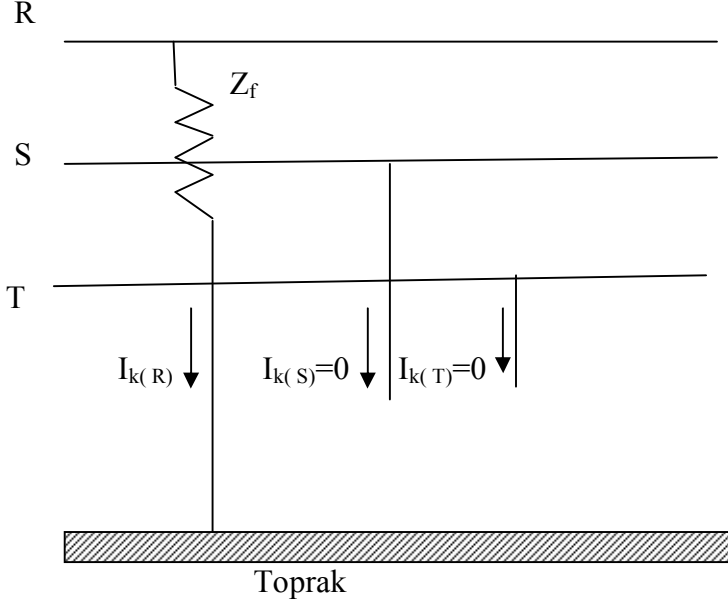 R
Z_f
S
T
I_k( R) I_k( S)=0 I_k( T)=0
Toprak